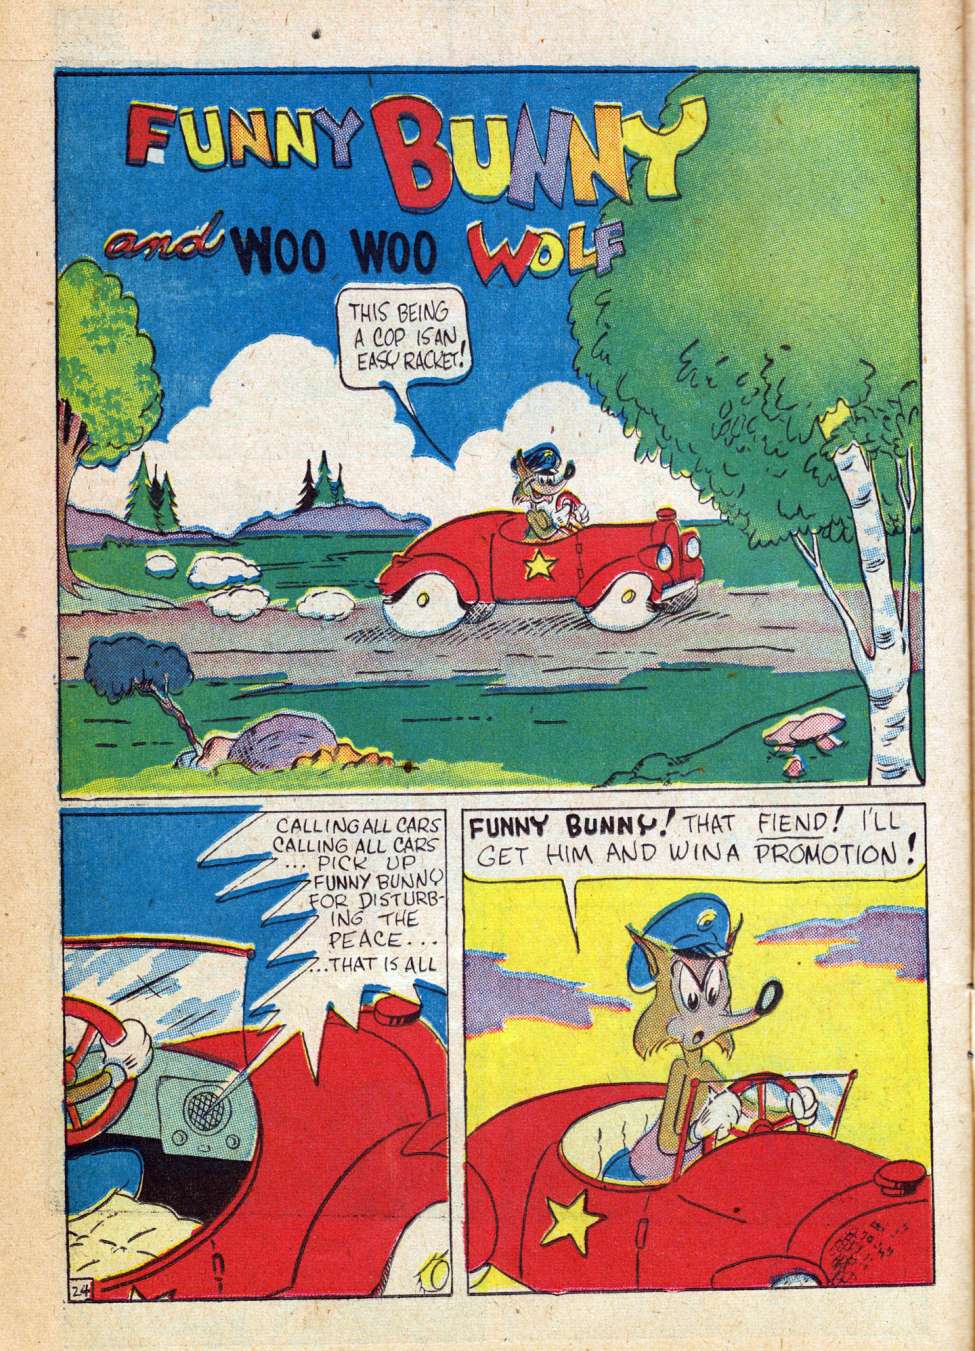 FUNNY BUNNY
and WOO WOO WOLF
THIS BEING
A COP IS AN
EASY RACKET!
CALLING ALL CARS
CALLING ALL CARS
... PICK UP
FUNNY BUNNY
FOR DISTURB-
ING THE
PEACE...
...THAT IS ALL
FUNNY BUNNY! THAT FIEND! I'LL
GET HIM AND WIN A PROMOTION!
24